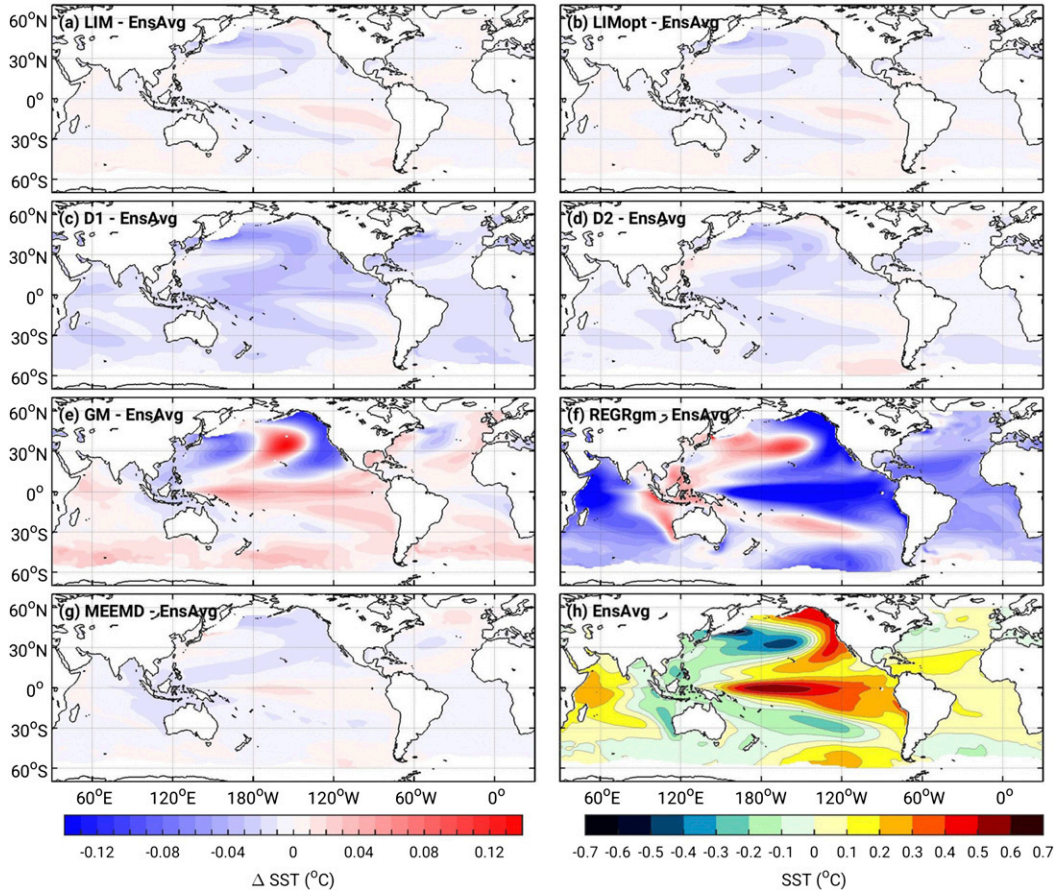 (a) LIM - EnsAvg
(b) LIMopt - EnsAvg
60°N
30°N
0°
30°S
60°S
(c) D1 - EnsAvg
(d) D2 - EnsAvg
60°N
30°N
0°
30°S
60°S
(e) GM - EnsAvg
(f) REGRgm - EnsAvg
60°N
30°N
0°
30°S
60°S
(g) MEEMD - EnsAvg
(h) EnsAvg
60°N
30°N
0°
30°S
60°S
60°E 120°E 180°W 120°W 60°W 0°
60°E 120°E 180°W 120°W 60°W 0°
-0.12 -0.08 -0.04 0 0.04 0.08 0.12
-0.7 -0.6 -0.5 -0.4 -0.3 -0.2 -0.1 0 0.1 0.2 0.3 0.4 0.5 0.6 0.7
Δ SST (°C)
SST (°C)